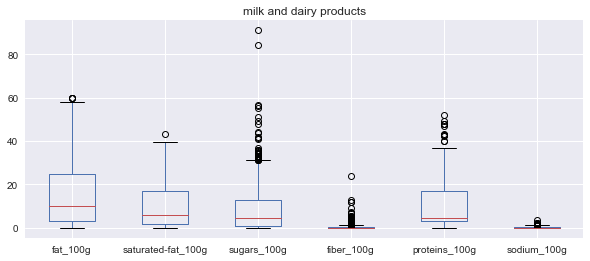 milk and dairy products
80
60
40
20
0
fat_100g saturated-fat_100g sugars_100g fiber_100g proteins_100g sodium_100g